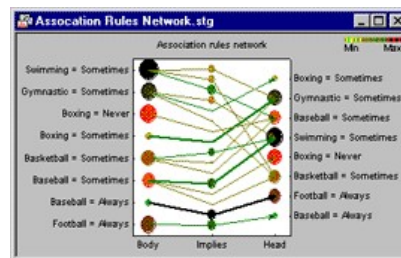 Assocation Rules Network.stg
Association rules network
Min Max
Swimming = Sometimes
Gymnastic = Sometimes
Boxing = Never
Boxing = Sometimes
Basketball = Sometimes
Baseball = Sometimes
Baseball = Always
Football = Always
Boxing = Sometimes
Gymnastic = Sometimes
Baseball = Sometimes
Swimming = Sometimes
Boxing = Never
Basketball = Sometimes
Football = Always
Baseball = Always
Body Implies Head